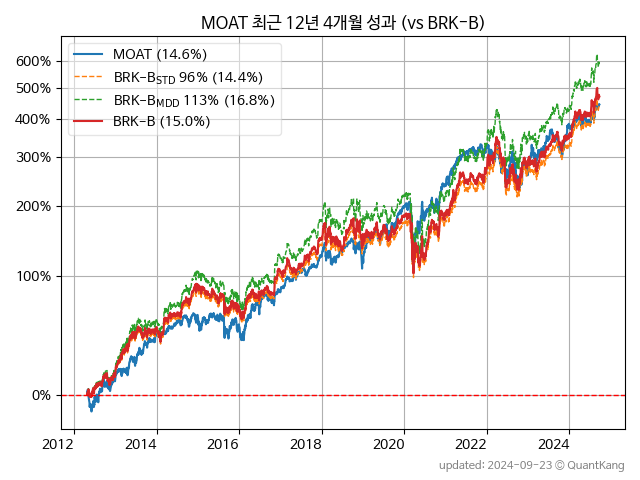 MOAT 최근 12년 4개월 성과 (vs BRK-B)
MOAT (14.6%)
BRK-B_STD 96% (14.4%)
BRK-B_MDD 113% (16.8%)
BRK-B (15.0%)
600%
500%
400%
300%
200%
100%
0%
2012 2014 2016 2018 2020 2022 2024
updated: 2024-09-23 © QuantKang